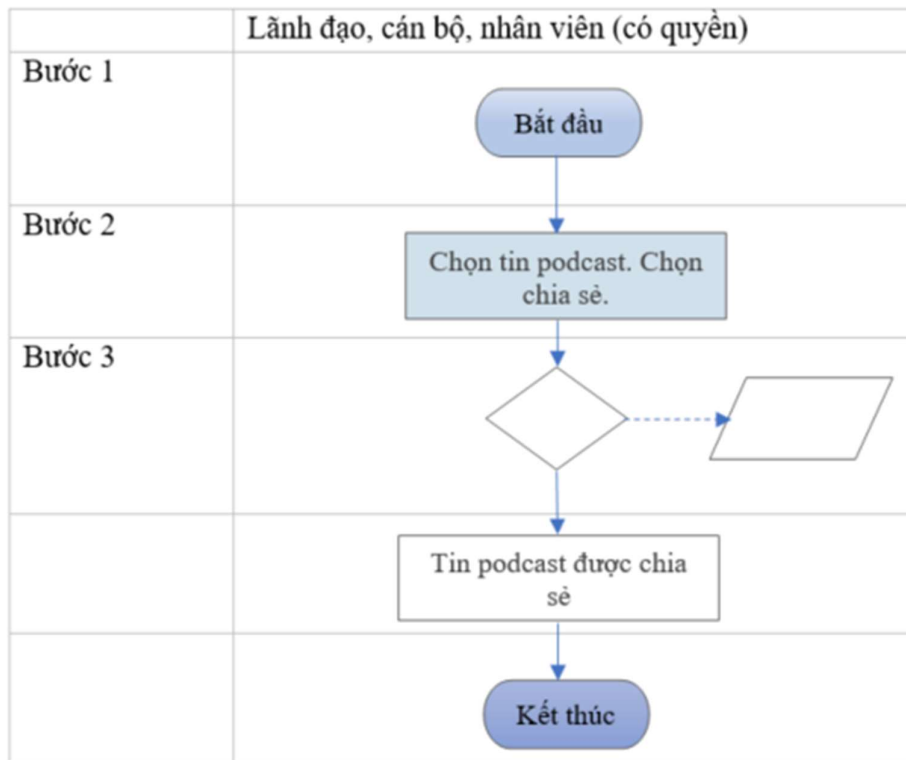 Lãnh đạo, cán bộ, nhân viên (có quyền)
Bước 1
Bắt đầu
Bước 2
Chọn tin podcast. Chọn
chia sẻ.
Bước 3
Tin podcast được chia
sẻ
Kết thúc